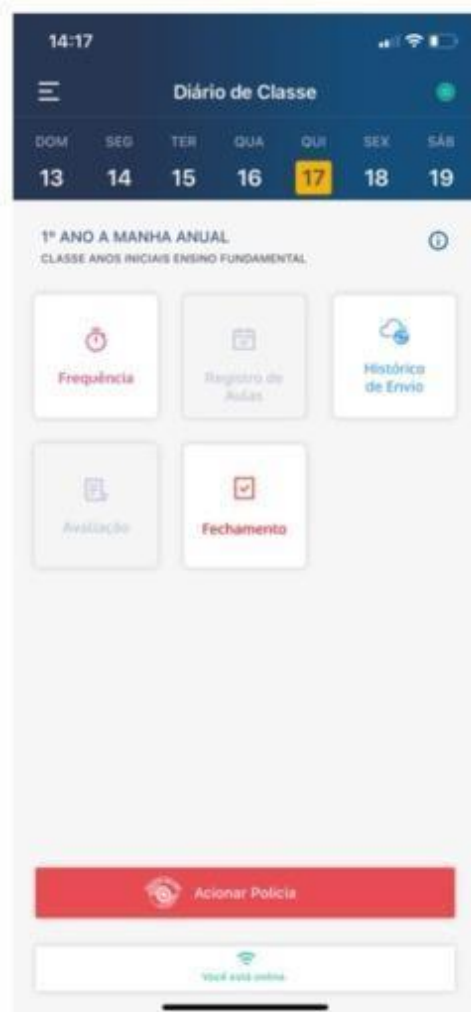 14:17
Diário de Classe
DOM SEG TER QUA QUI SEX SÁB
13 14 15 16 17 18 19
1º ANO A MANHA ANUAL
CLASSE ANOS INICIAIS ENSINO FUNDAMENTAL
Frequência
Registro de
Aulas
Histórico
de Envio
Avaliação
Fechamento
Acionar Polícia
Você está online